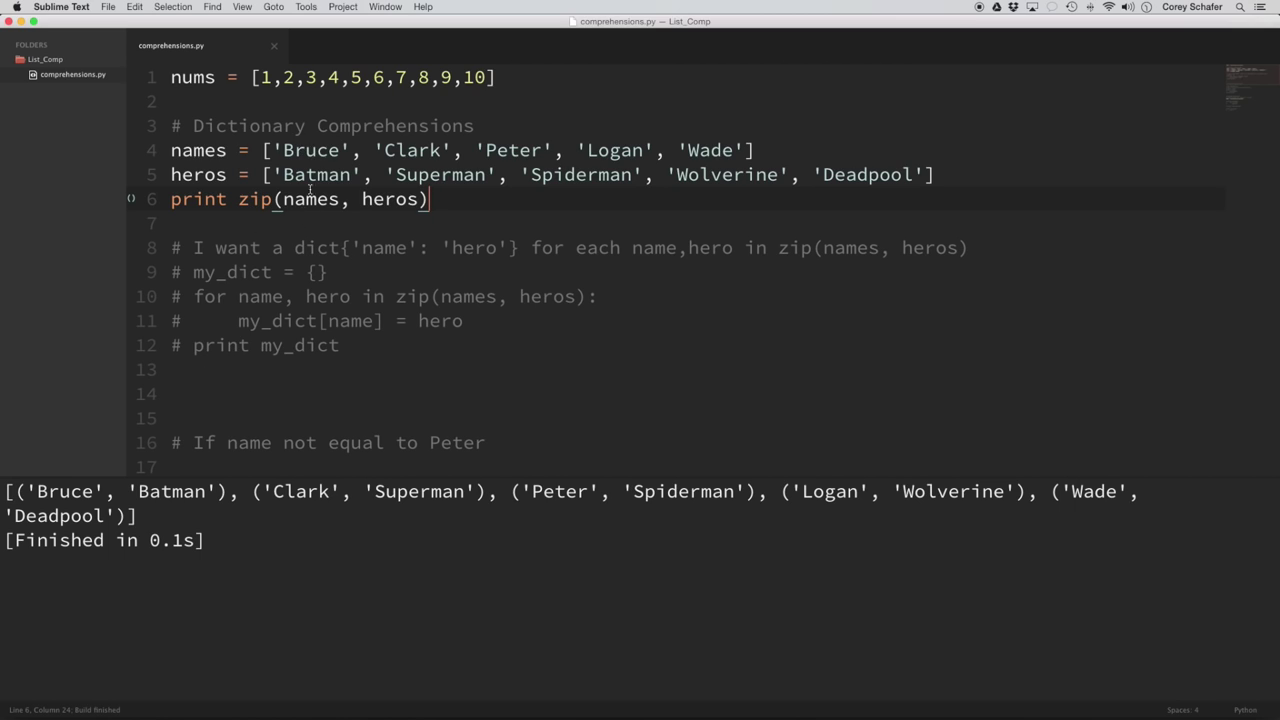 Sublime Text File Edit Selection Find View Goto Tools Project Window Help Corey Schafer
comprehensions.py — List_Comp
FOLDERS
List_Comp
comprehensions.py
comprehensions.py ×
1 nums = [1,2,3,4,5,6,7,8,9,10]
2
3 # Dictionary Comprehensions
4 names = ['Bruce', 'Clark', 'Peter', 'Logan', 'Wade']
5 heros = ['Batman', 'Superman', 'Spiderman', 'Wolverine', 'Deadpool']
() 6 print zip(names, heros)
7
8 # I want a dict{'name': 'hero'} for each name,hero in zip(names, heros)
9 # my_dict = {}
10 # for name, hero in zip(names, heros):
11 #     my_dict[name] = hero
12 # print my_dict
13
14
15
16 # If name not equal to Peter
17
[('Bruce', 'Batman'), ('Clark', 'Superman'), ('Peter', 'Spiderman'), ('Logan', 'Wolverine'), ('Wade',
'Deadpool')]
[Finished in 0.1s]
Line 6, Column 24: Build finished Spaces: 4 Python